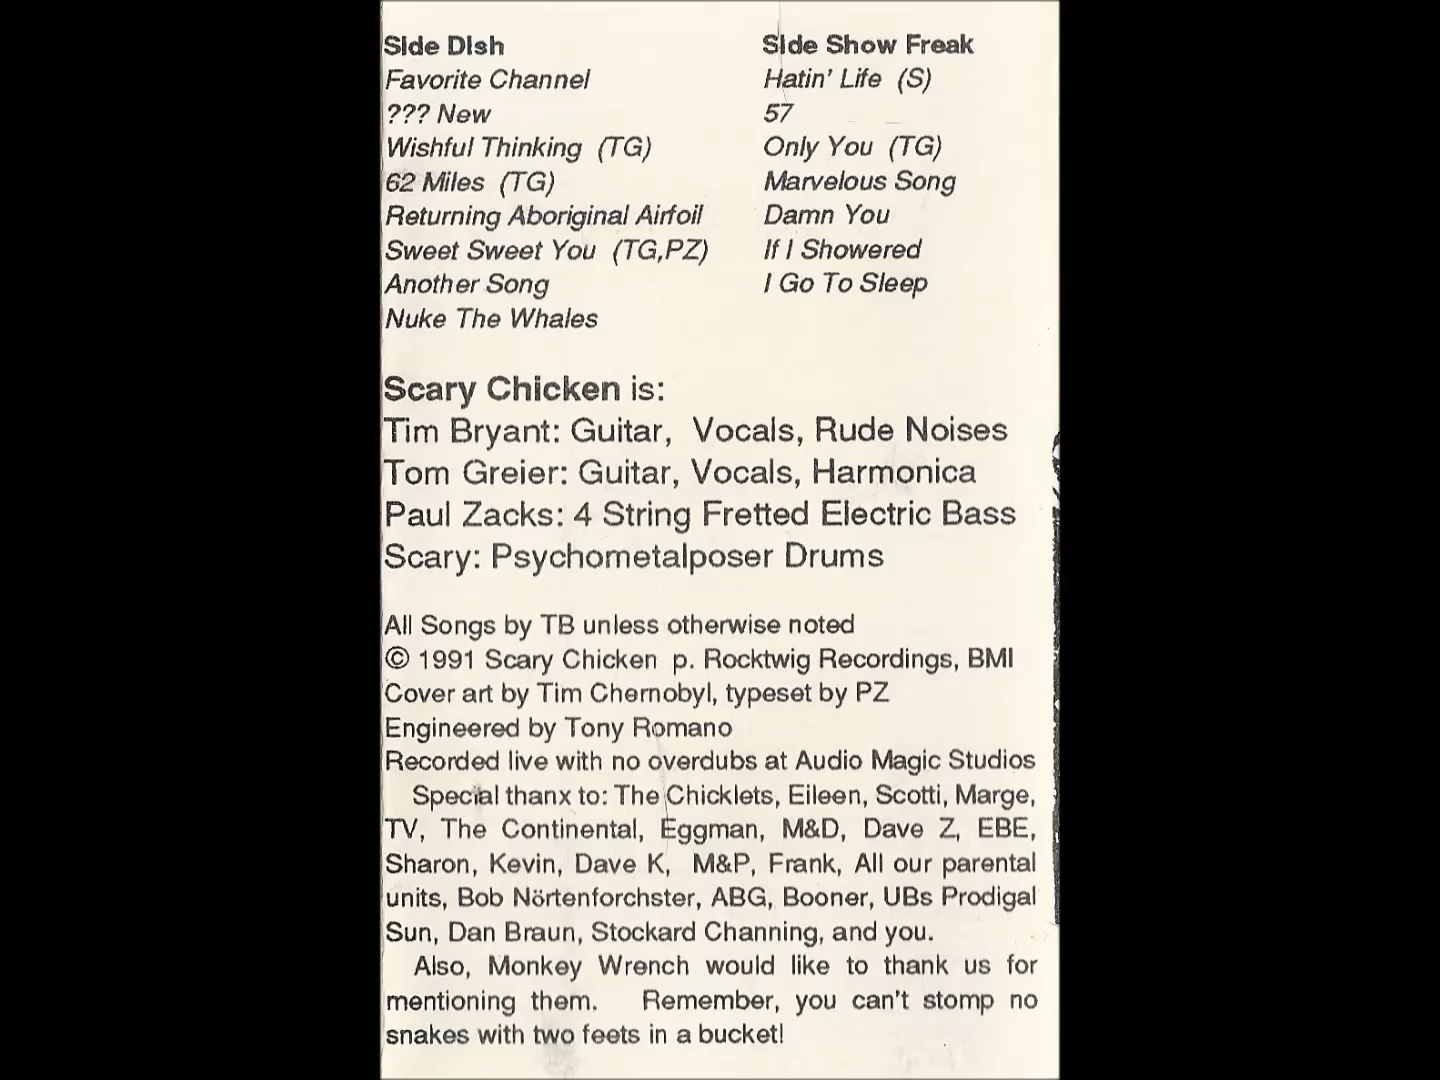 Side Dish
Favorite Channel
??? New
Wishful Thinking (TG)
62 Miles (TG)
Returning Aboriginal Airfoil
Sweet Sweet You (TG,PZ)
Another Song
Nuke The Whales
Side Show Freak
Hatin' Life (S)
57
Only You (TG)
Marvelous Song
Damn You
If I Showered
I Go To Sleep
Scary Chicken is:
Tim Bryant: Guitar, Vocals, Rude Noises
Tom Greier: Guitar, Vocals, Harmonica
Paul Zacks: 4 String Fretted Electric Bass
Scary: Psychometalposer Drums
All Songs by TB unless otherwise noted
© 1991 Scary Chicken p. Rocktwig Recordings, BMI
Cover art by Tim Chernobyl, typeset by PZ
Engineered by Tony Romano
Recorded live with no overdubs at Audio Magic Studios
Special thanx to: The Chicklets, Eileen, Scotti, Marge,
TV, The Continental, Eggman, M&D, Dave Z, EBE,
Sharon, Kevin, Dave K, M&P, Frank, All our parental
units, Bob Nörtenforchster, ABG, Booner, UBs Prodigal
Sun, Dan Braun, Stockard Channing, and you.
Also, Monkey Wrench would like to thank us for
mentioning them. Remember, you can't stomp no
snakes with two feets in a bucket!